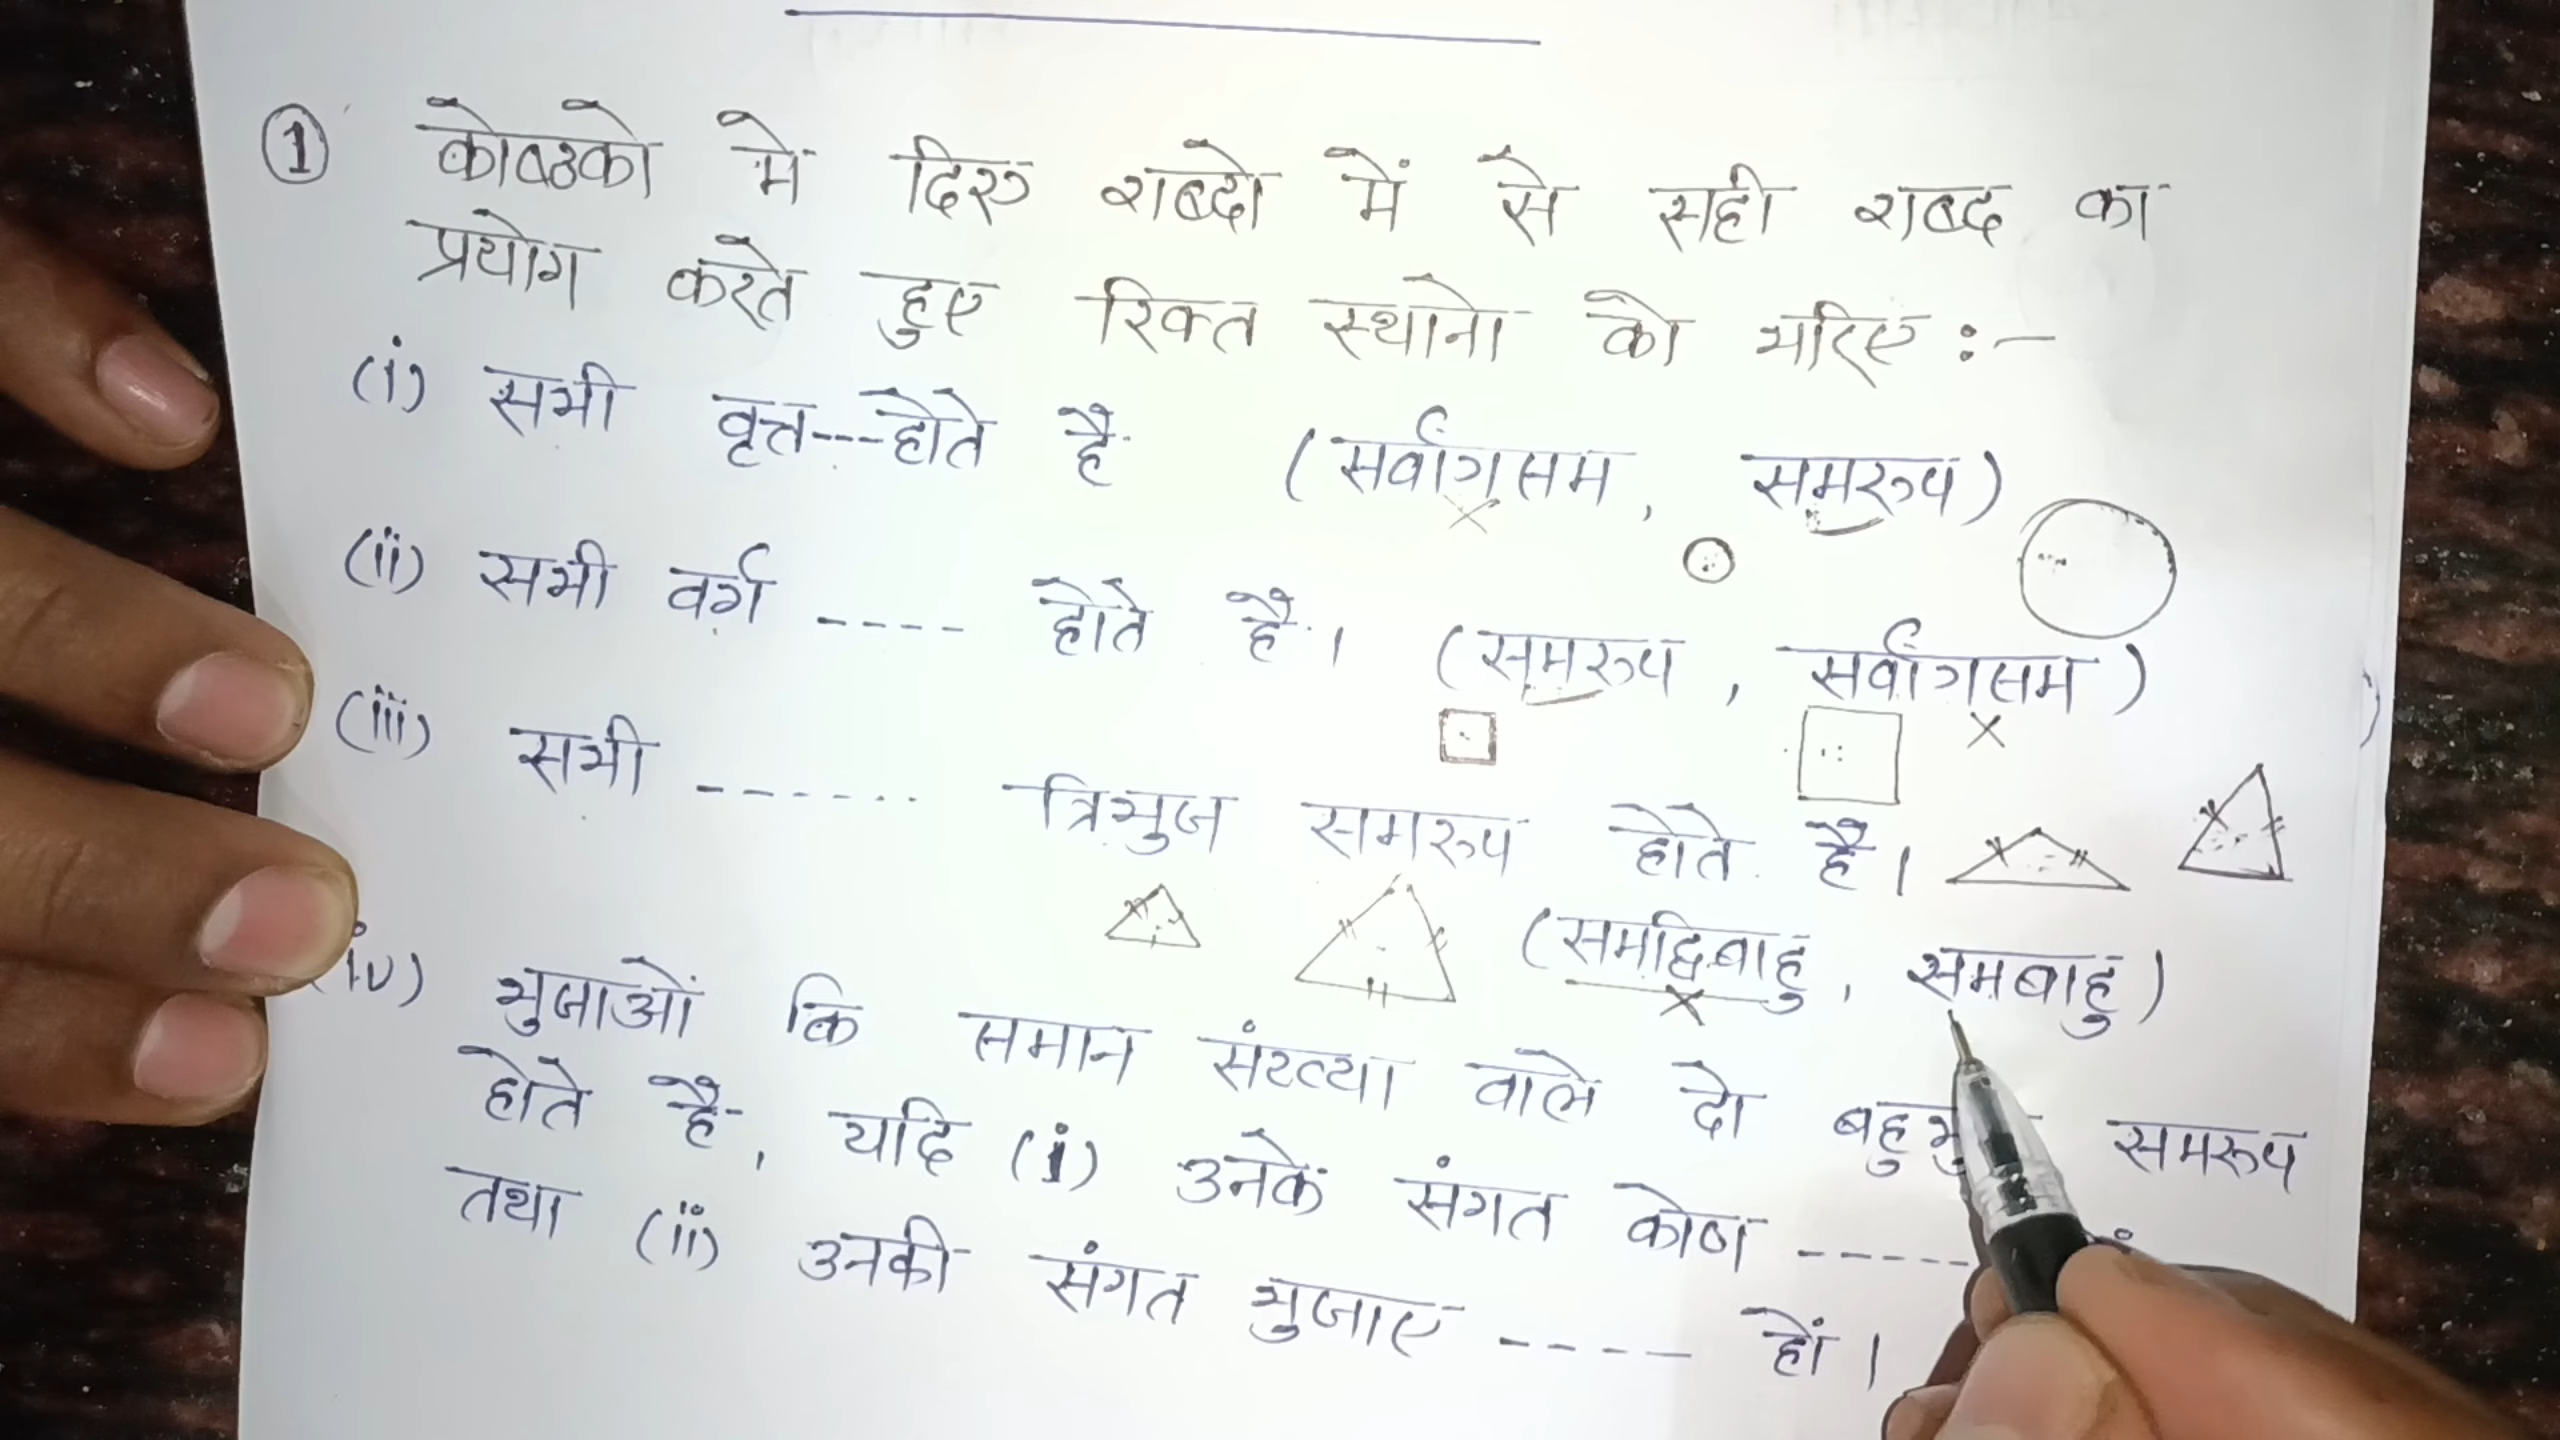 ① कोष्ठको मे दिए शब्दो में से सही शब्द का
प्रयोग करते हुए रिक्त स्थानो को भरिए :-
(i) सभी वृत्त---होते है (सर्वांगसम, समरुप)
(ii) सभी वर्ग ---- होते है। (समरुप, सर्वांगसम)
(iii) सभी ------- त्रिभुज समरुप होते है।
(समद्विबाहु, समबाहु)
(iv) भुजाओं कि समान संख्या वाले दो समरुप
होते है, यदि (i) उनके संगत कोण -----
तथा (ii) उनकी संगत भुजाए ---- हों।